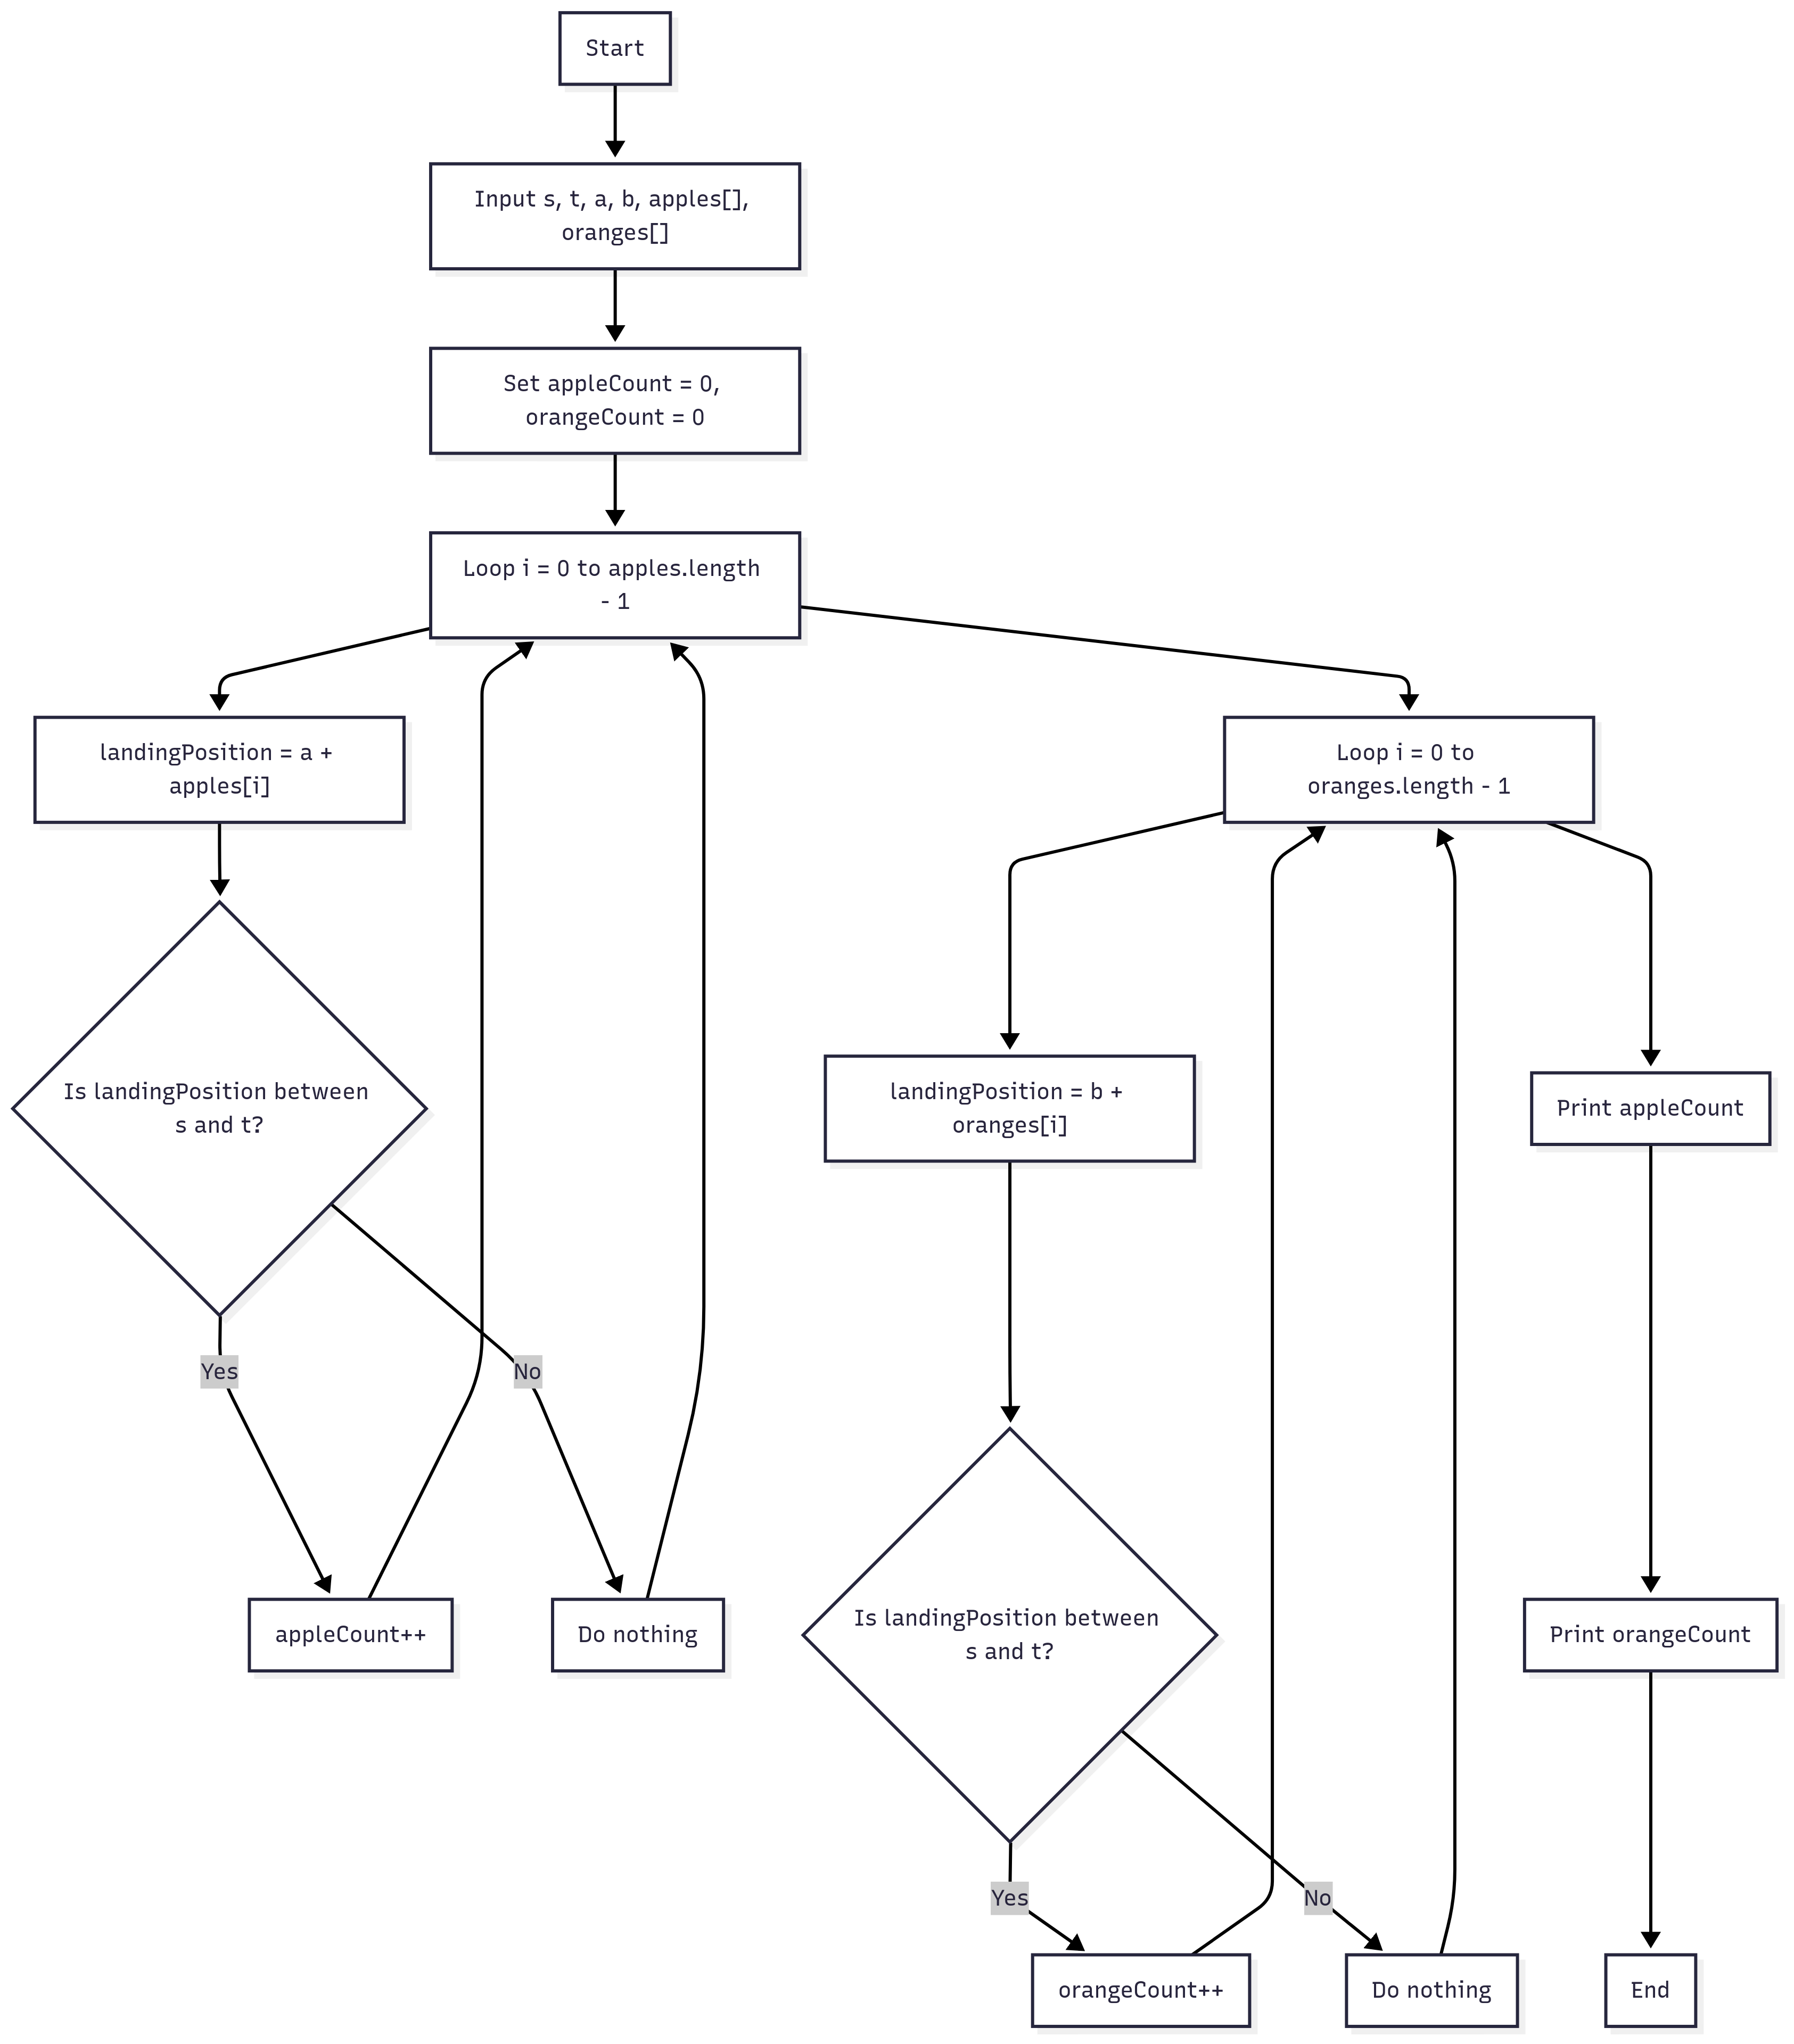 Start
Input s, t, a, b, apples[],
oranges[]
Set appleCount = 0,
orangeCount = 0
Loop i = 0 to apples.length
- 1
landingPosition = a +
apples[i]
Loop i = 0 to
oranges.length - 1
Is landingPosition between
s and t?
landingPosition = b +
oranges[i]
Print appleCount
Yes
No
appleCount++
Do nothing
Is landingPosition between
s and t?
Print orangeCount
Yes
No
orangeCount++
Do nothing
End